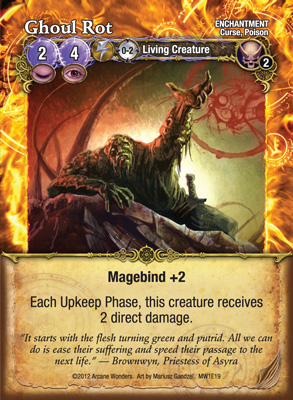 Ghoul Rot
ENCHANTMENT
Curse, Poison
2 4 0-2 Living Creature 2
Magebind +2
Each Upkeep Phase, this creature receives
2 direct damage.
"It starts with the flesh turning green and putrid. All we can
do is ease their suffering and speed their passage to the
next life." — Brownwyn, Priestess of Asyra
©2012 Arcane Wonders. Art by Mariusz Gandzel. MW1E19